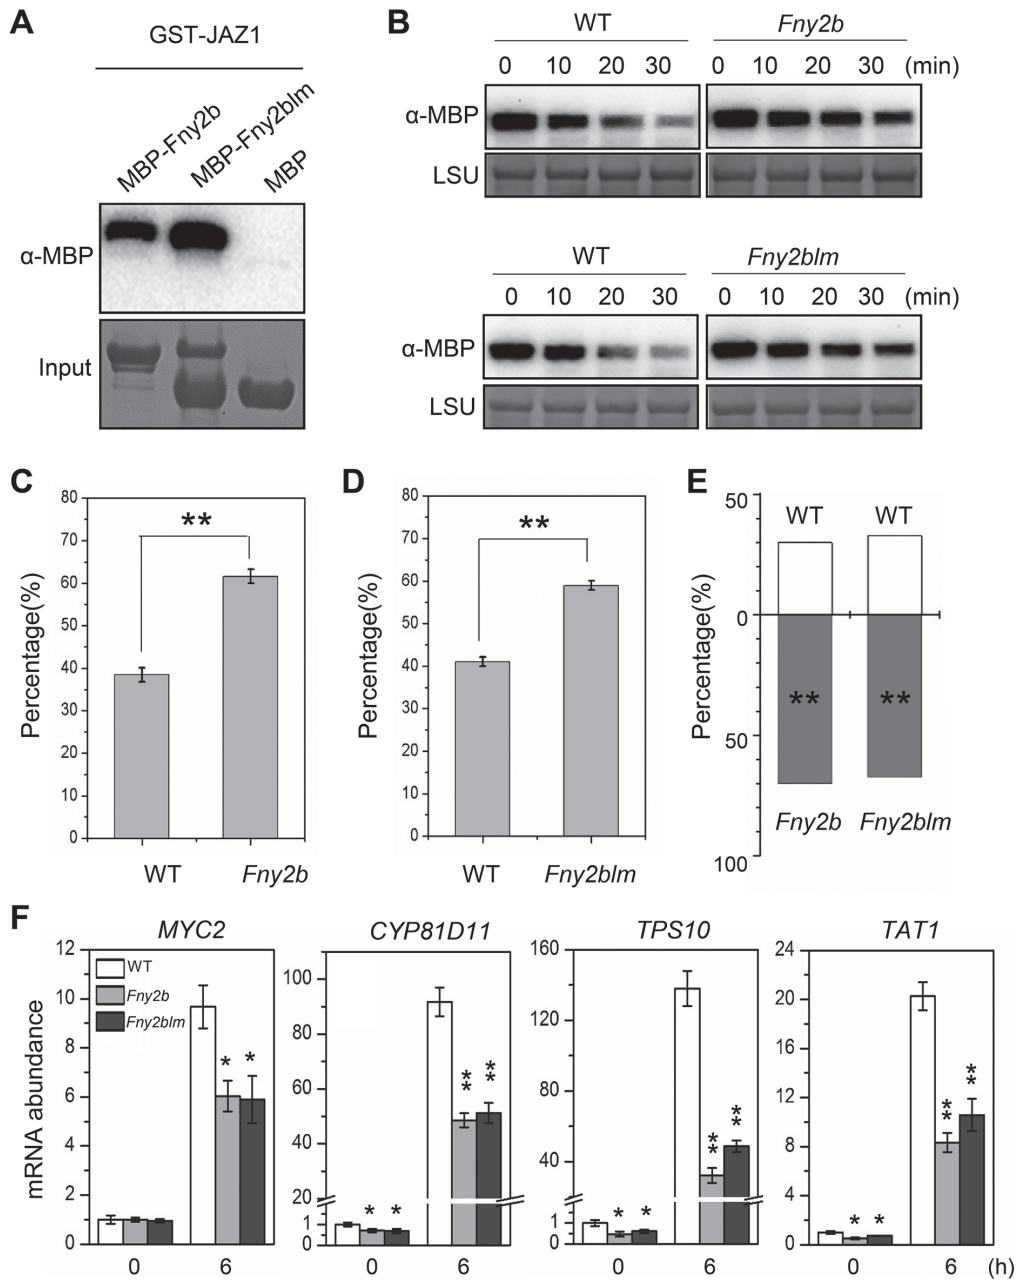 A
GST-JAZ1
MBP-Fny2b
MBP-Fny2blm
MBP
α-MBP
Input
B
WT
Fny2b
0 10 20 30 0 10 20 30 (min)
α-MBP
LSU
WT
Fny2blm
0 10 20 30 0 10 20 30 (min)
α-MBP
LSU
C
Percentage(%)
80
70
60
50
40
30
20
10
0
**
WT
Fny2b
D
Percentage(%)
80
70
60
50
40
30
20
10
0
**
WT
Fny2blm
E
Percentage(%)
50
0
50
100
WT WT
** **
Fny2b Fny2blm
F
mRNA abundance
MYC2
12
10
8
6
4
2
0
WT
Fny2b
Fny2blm
* *
0 6
CYP81D11
100
80
60
40
20
1
0
* * ** **
0 6
TPS10
160
120
80
40
1
0
* * ** **
0 6
TAT1
24
20
16
12
8
4
0
* * ** **
0 6 (h)